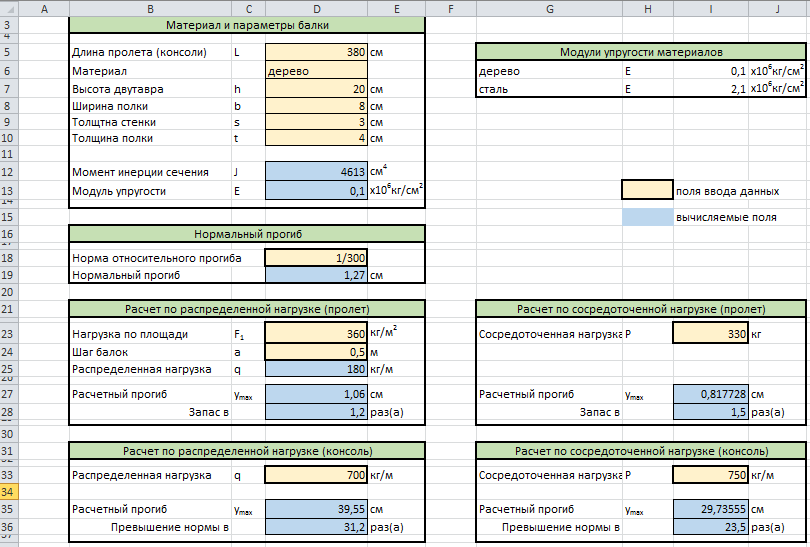 A B C D E F G H I J
3 Материал и параметры балки
5 Длина пролета (консоли) L 380 см Модули упругости материалов
6 Материал дерево дерево E 0,1 x10⁶кг/см²
7 Высота двутавра h 20 см сталь E 2,1 x10⁶кг/см²
8 Ширина полки b 8 см
9 Толщтна стенки s 3 см
10 Толщина полки t 4 см
11
12 Момент инерции сечения J 4613 см⁴
13 Модуль упругости E 0,1 x10⁶кг/см² поля ввода данных
14
15 вычисляемые поля
16 Нормальный прогиб
17
18 Норма относительного прогиба 1/300
19 Нормальный прогиб 1,27 см
20
21 Расчет по распределенной нагрузке (пролет) Расчет по сосредоточенной нагрузке (пролет)
23 Нагрузка по площади F₁ 360 кг/м² Сосредоточенная нагрузка P 330 кг
24 Шаг балок a 0,5 м
25 Распределенная нагрузка q 180 кг/м
26
27 Расчетный прогиб ymax 1,06 см Расчетный прогиб ymax 0,817728 см
28 Запас в 1,2 раз(а) Запас в 1,5 раз(а)
30
31 Расчет по распределенной нагрузке (консоль) Расчет по сосредоточенной нагрузке (консоль)
32
33 Распределенная нагрузка q 700 кг/м Сосредоточенная нагрузка P 750 кг/м
34
35 Расчетный прогиб ymax 39,55 см Расчетный прогиб ymax 29,73555 см
36 Превышение нормы в 31,2 раз(а) Превышение нормы в 23,5 раз(а)
37